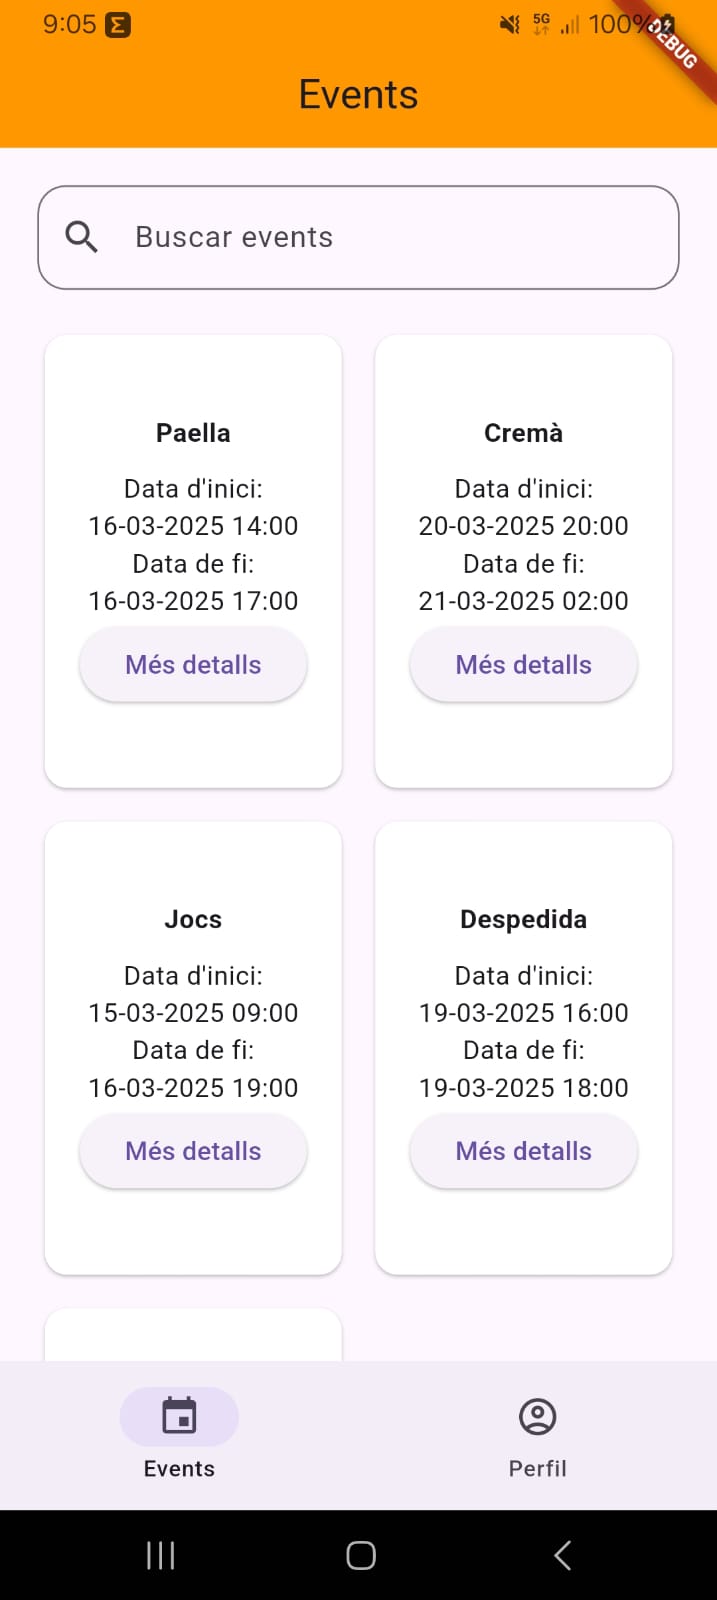 9:05
5G
100%
DEBUG
Events
Buscar events
Paella
Data d'inici:
16-03-2025 14:00
Data de fi:
16-03-2025 17:00
Més detalls
Cremà
Data d'inici:
20-03-2025 20:00
Data de fi:
21-03-2025 02:00
Més detalls
Jocs
Data d'inici:
15-03-2025 09:00
Data de fi:
16-03-2025 19:00
Més detalls
Despedida
Data d'inici:
19-03-2025 16:00
Data de fi:
19-03-2025 18:00
Més detalls
Events
Perfil